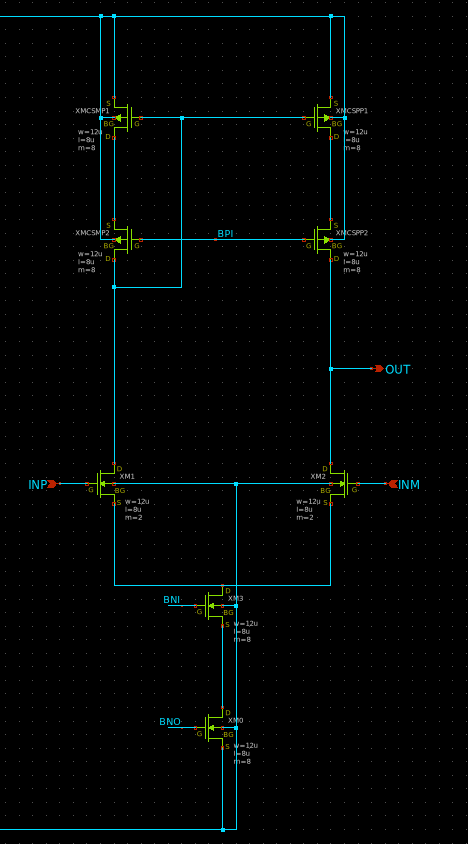 S
S
XMCSMP1
XMCSPP1
G
G
BG
BG
w=12u
w=12u
l=8u
l=8u
D
D
m=8
m=8
S
S
XMCSMP2
BPI
XMCSPP2
G
G
BG
BG
w=12u
w=12u
D
D
l=8u
l=8u
m=8
m=8
OUT
D
D
XM1
XM2
INP
INM
G
G
BG
BG
S
S
w=12u
w=12u
l=8u
l=8u
m=2
m=2
D
BNI
XM3
G
BG
S
w=12u
l=8u
m=8
D
BNO
XM0
G
BG
S
w=12u
l=8u
m=8